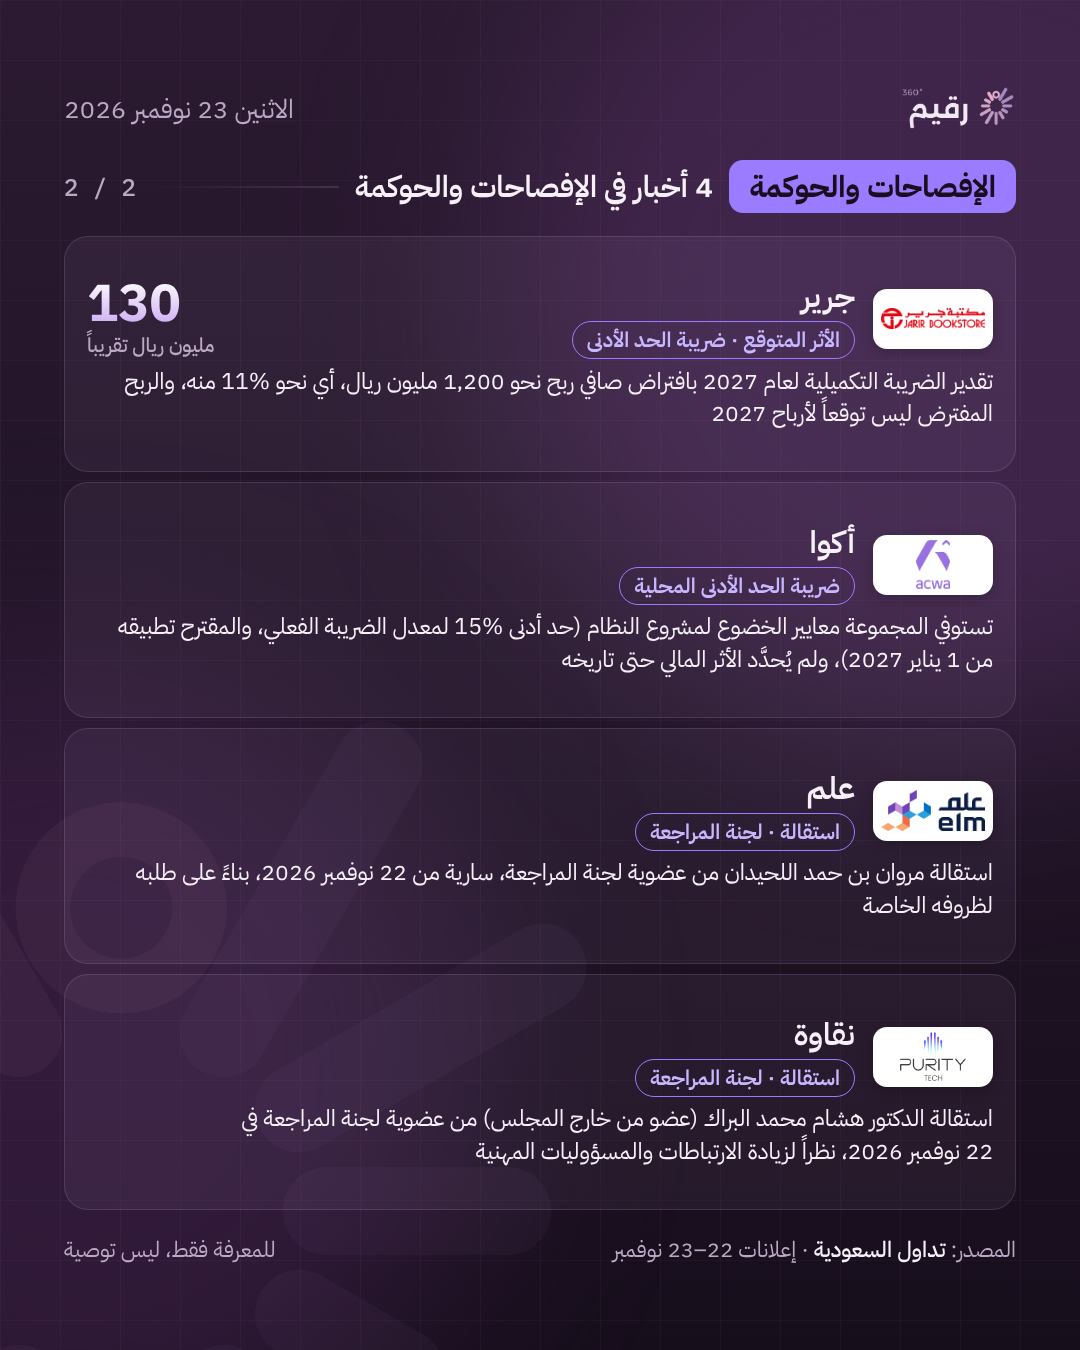 رقيم 360°
الاثنين 23 نوفمبر 2026
الإفصاحات والحوكمة
4 أخبار في الإفصاحات والحوكمة
2 / 2
مكتبة جرير
JARIR BOOKSTORE
جرير
الأثر المتوقع · ضريبة الحد الأدنى
130
مليون ريال تقريباً
تقدير الضريبة التكميلية لعام 2027 بافتراض صافي ربح نحو 1,200 مليون ريال، أي نحو 11% منه، والربح
المفترض ليس توقعاً لأرباح 2027
acwa
أكوا
ضريبة الحد الأدنى المحلية
تستوفي المجموعة معايير الخضوع لمشروع النظام (حد أدنى 15% لمعدل الضريبة الفعلي، والمقترح تطبيقه
من 1 يناير 2027)، ولم يُحدَّد الأثر المالي حتى تاريخه
علم
elm
علم
استقالة · لجنة المراجعة
استقالة مروان بن حمد اللحيدان من عضوية لجنة المراجعة، سارية من 22 نوفمبر 2026، بناءً على طلبه
لظروفه الخاصة
PURITY
TECH
نقاوة
استقالة · لجنة المراجعة
استقالة الدكتور هشام محمد البراك (عضو من خارج المجلس) من عضوية لجنة المراجعة في
22 نوفمبر 2026، نظراً لزيادة الارتباطات والمسؤوليات المهنية
المصدر: تداول السعودية · إعلانات 22–23 نوفمبر
للمعرفة فقط، ليس توصية